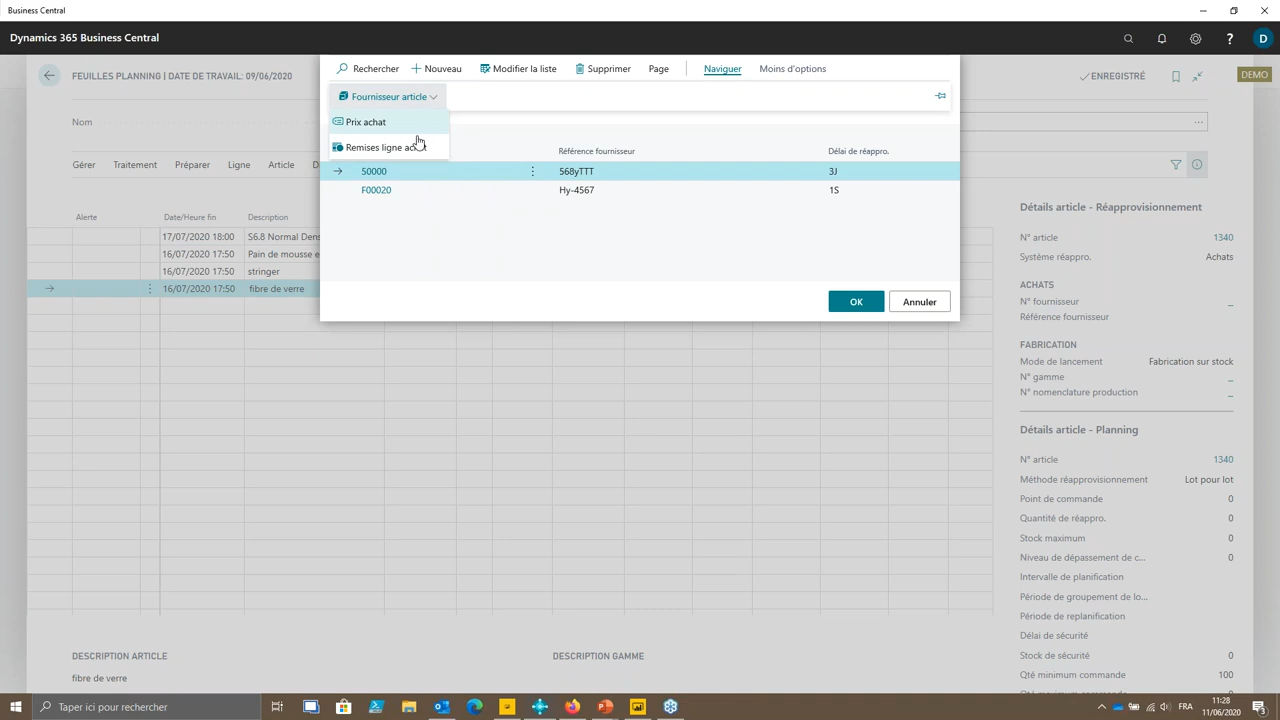 Business Central
Dynamics 365 Business Central
FEUILLES PLANNING | DATE DE TRAVAIL: 09/06/2020
ENREGISTRÉ
DEMO
Nom
Gérer Traitement Préparer Ligne Article D
Rechercher Nouveau Modifier la liste Supprimer Page Naviguer Moins d'options
Fournisseur article
Prix achat
Remises ligne achat
Référence fournisseur Délai de réappro.
50000 568yTTT 3J
F00020 Hy-4567 1S
OK Annuler
Alerte Date/Heure fin Description
17/07/2020 18:00 S6.8 Normal Dens
16/07/2020 17:50 Pain de mousse e
16/07/2020 17:50 stringer
16/07/2020 17:50 fibre de verre
DESCRIPTION ARTICLE DESCRIPTION GAMME
fibre de verre
Détails article - Réapprovisionnement
N° article 1340
Système réappro. Achats
ACHATS
N° fournisseur _
Référence fournisseur
FABRICATION
Mode de lancement Fabrication sur stock
N° gamme _
N° nomenclature production _
Détails article - Planning
N° article 1340
Méthode réapprovisionnement Lot pour lot
Point de commande 0
Quantité de réappro. 0
Stock maximum 0
Niveau de dépassement de c... 0
Intervalle de planification
Période de groupement de lo...
Période de replanification
Délai de sécurité
Stock de sécurité 0
Qté minimum commande 100
Taper ici pour rechercher
FRA
11:28
11/06/2020